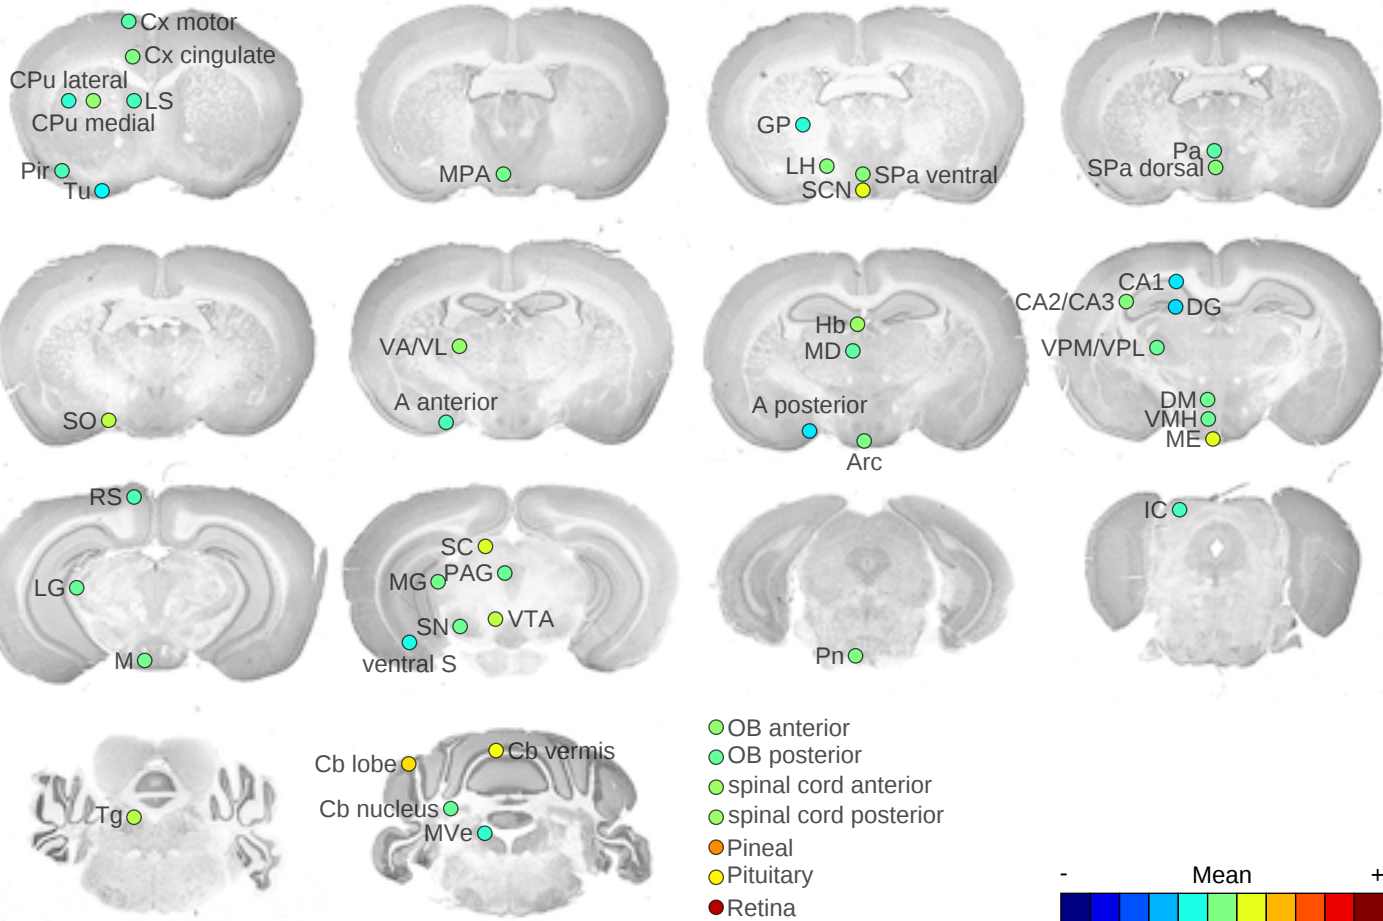 Cx motor
Cx cingulate
CPu lateral
LS
CPu medial
Pir
Tu
MPA
GP
LH
SPa ventral
SCN
Pa
SPa dorsal
SO
VA/VL
A anterior
Hb
MD
A posterior
Arc
CA1
CA2/CA3
DG
VPM/VPL
DM
VMH
ME
RS
LG
M
SC
MG
PAG
SN
VTA
ventral S
Pn
IC
Tg
Cb lobe
Cb vermis
Cb nucleus
MVe
OB anterior
OB posterior
spinal cord anterior
spinal cord posterior
Pineal
Pituitary
Retina
- Mean +